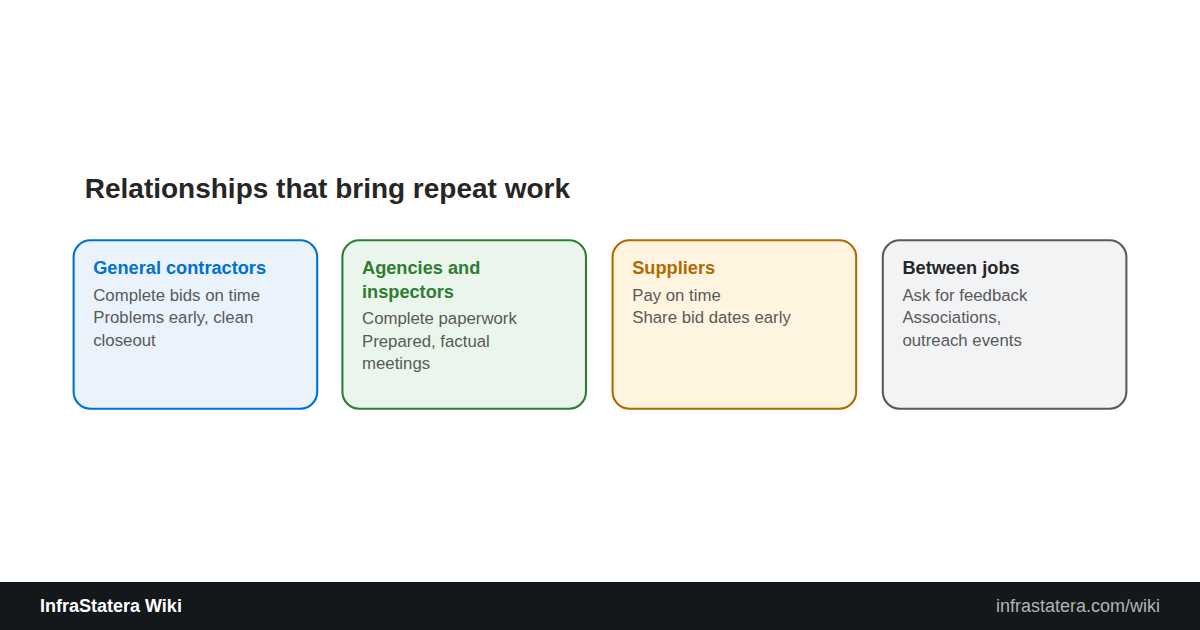 Relationships that bring repeat work
General contractors
Complete bids on time
Problems early, clean
closeout
Agencies and
inspectors
Complete paperwork
Prepared, factual
meetings
Suppliers
Pay on time
Share bid dates early
Between jobs
Ask for feedback
Associations,
outreach events
InfraStatera Wiki
infrastatera.com/wiki